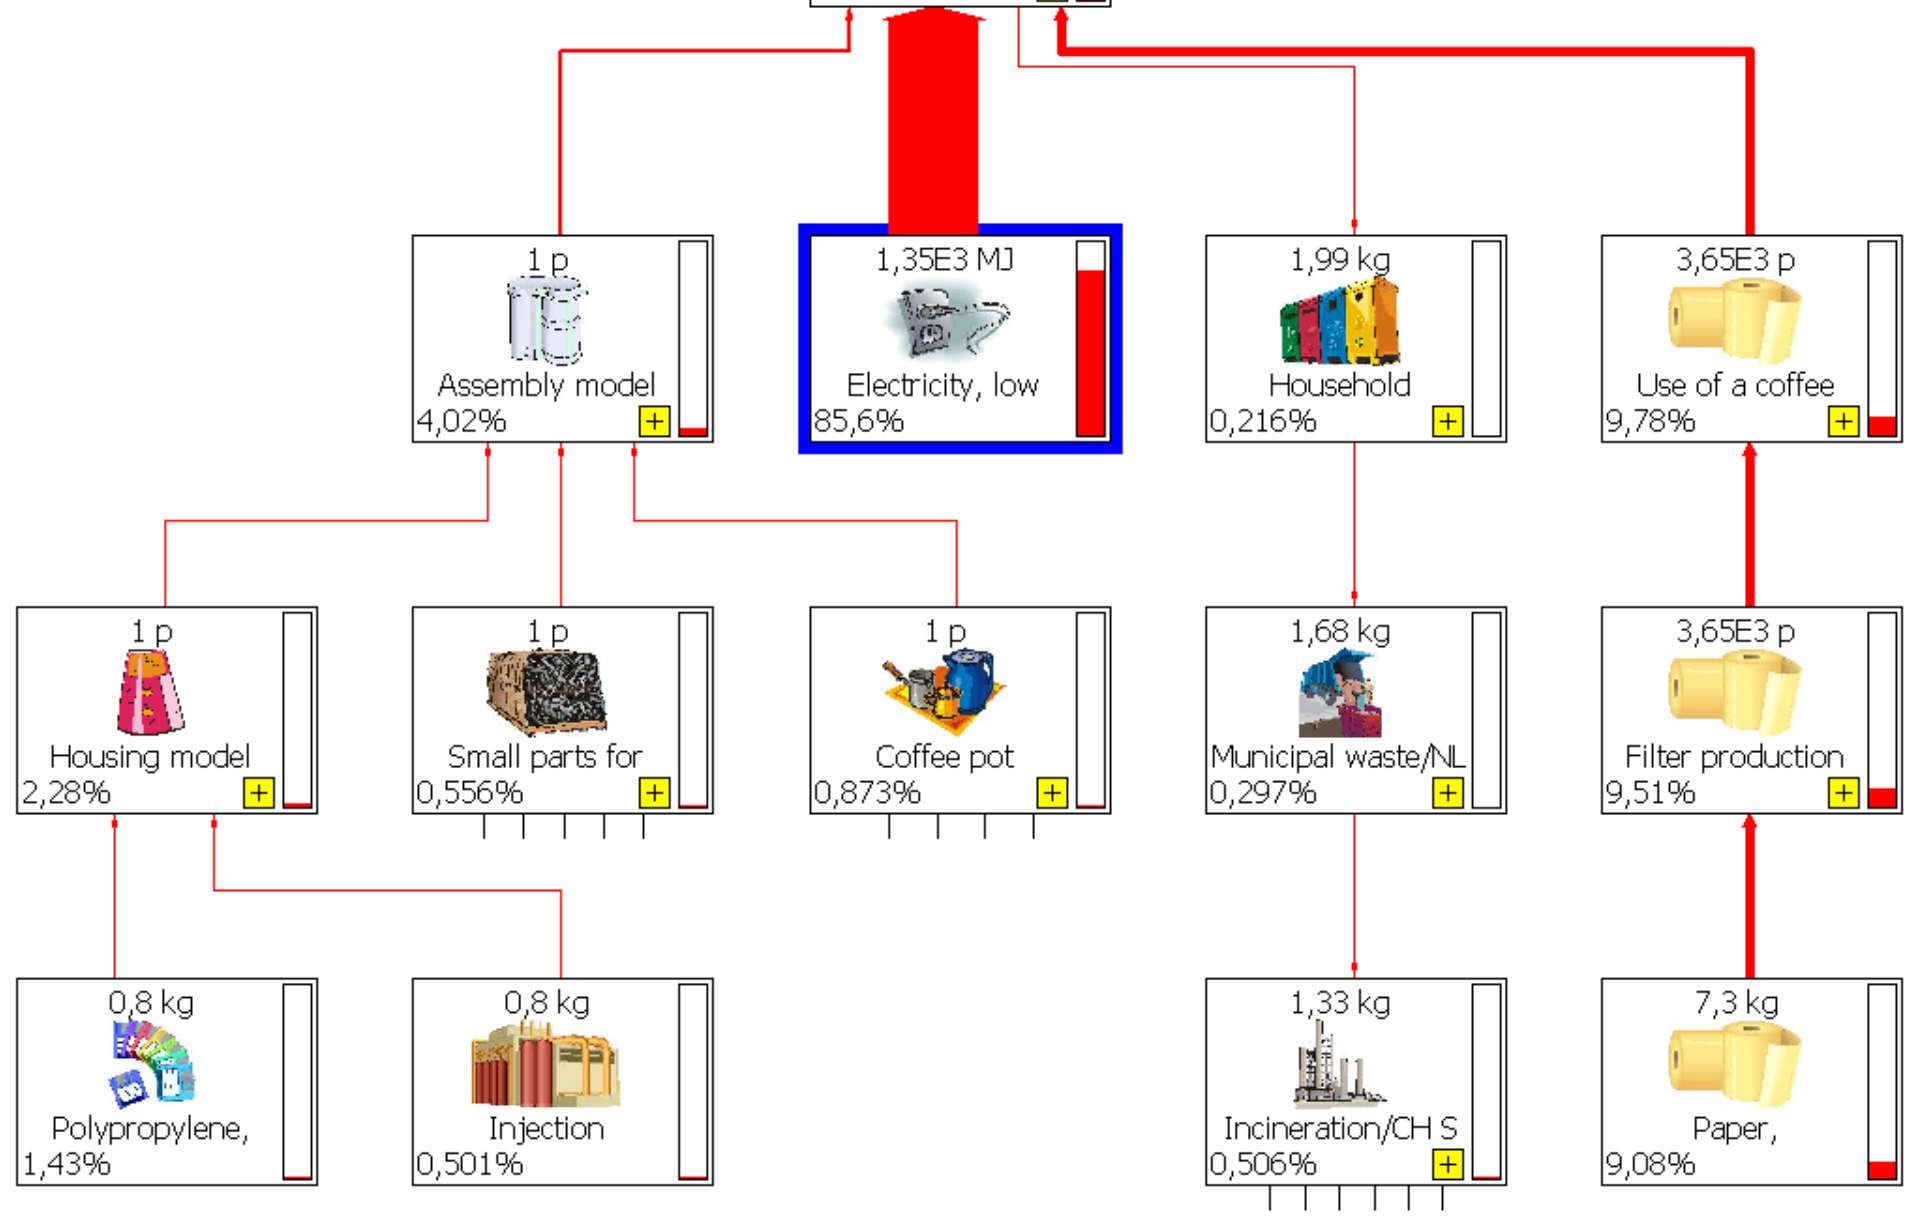 1 p
Assembly model
4,02%
+
1,35E3 MJ
Electricity, low
85,6%
1,99 kg
Household
0,216%
+
3,65E3 p
Use of a coffee
9,78%
+
1 p
Housing model
2,28%
+
1 p
Small parts for
0,556%
+
1 p
Coffee pot
0,873%
+
1,68 kg
Municipal waste/NL
0,297%
+
3,65E3 p
Filter production
9,51%
+
0,8 kg
Polypropylene,
1,43%
0,8 kg
Injection
0,501%
1,33 kg
Incineration/CH S
0,506%
+
7,3 kg
Paper,
9,08%